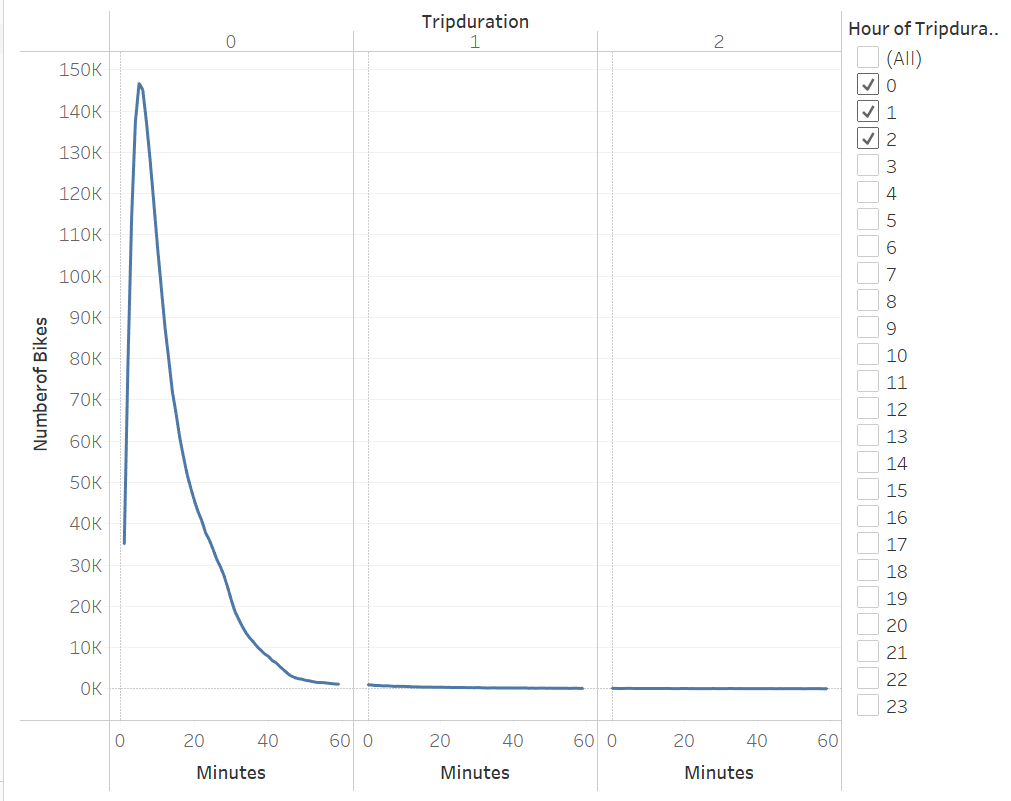 Tripduration
0 1 2
150K
140K
130K
120K
110K
100K
90K
80K
70K
60K
50K
40K
30K
20K
10K
0K
Numberof Bikes
0 20 40 60 0 20 40 60 0 20 40 60
Minutes Minutes Minutes
Hour of Tripdura..
(All)
0
1
2
3
4
5
6
7
8
9
10
11
12
13
14
15
16
17
18
19
20
21
22
23